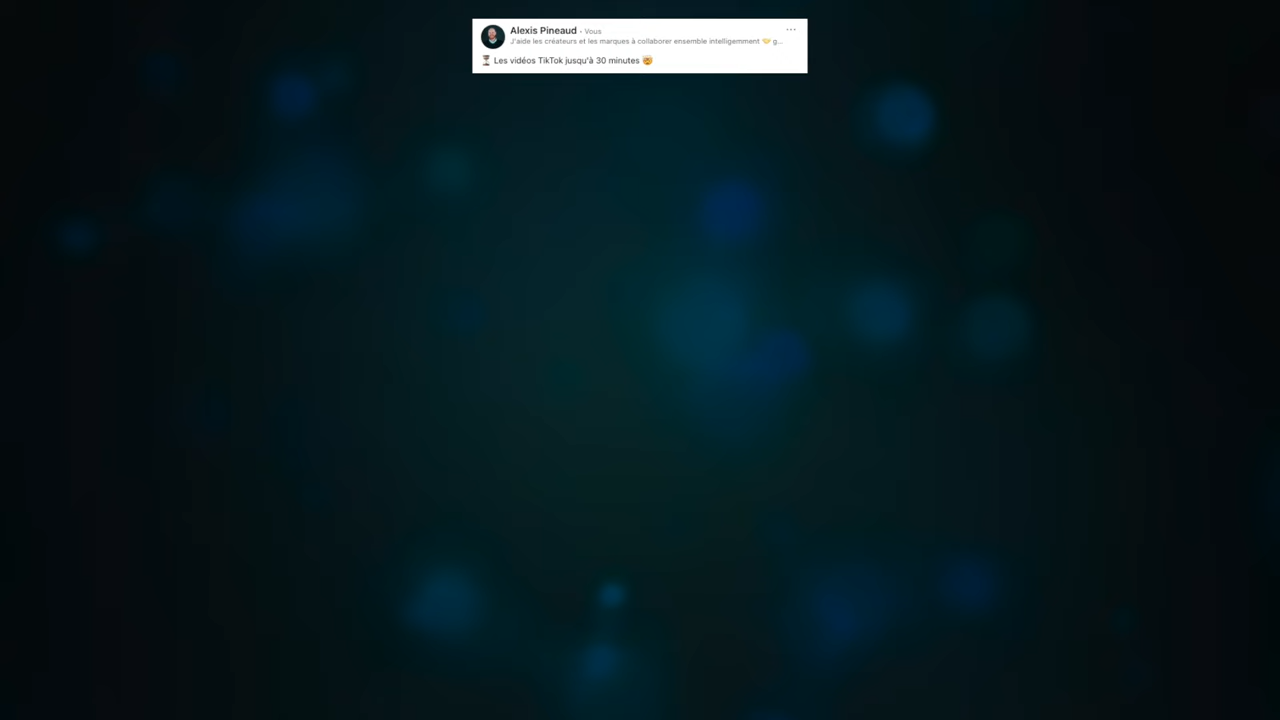 Alexis Pineaud • Vous
J'aide les créateurs et les marques à collaborer ensemble intelligemment 🤝 g...
⏳ Les vidéos TikTok jusqu'à 30 minutes 🤯